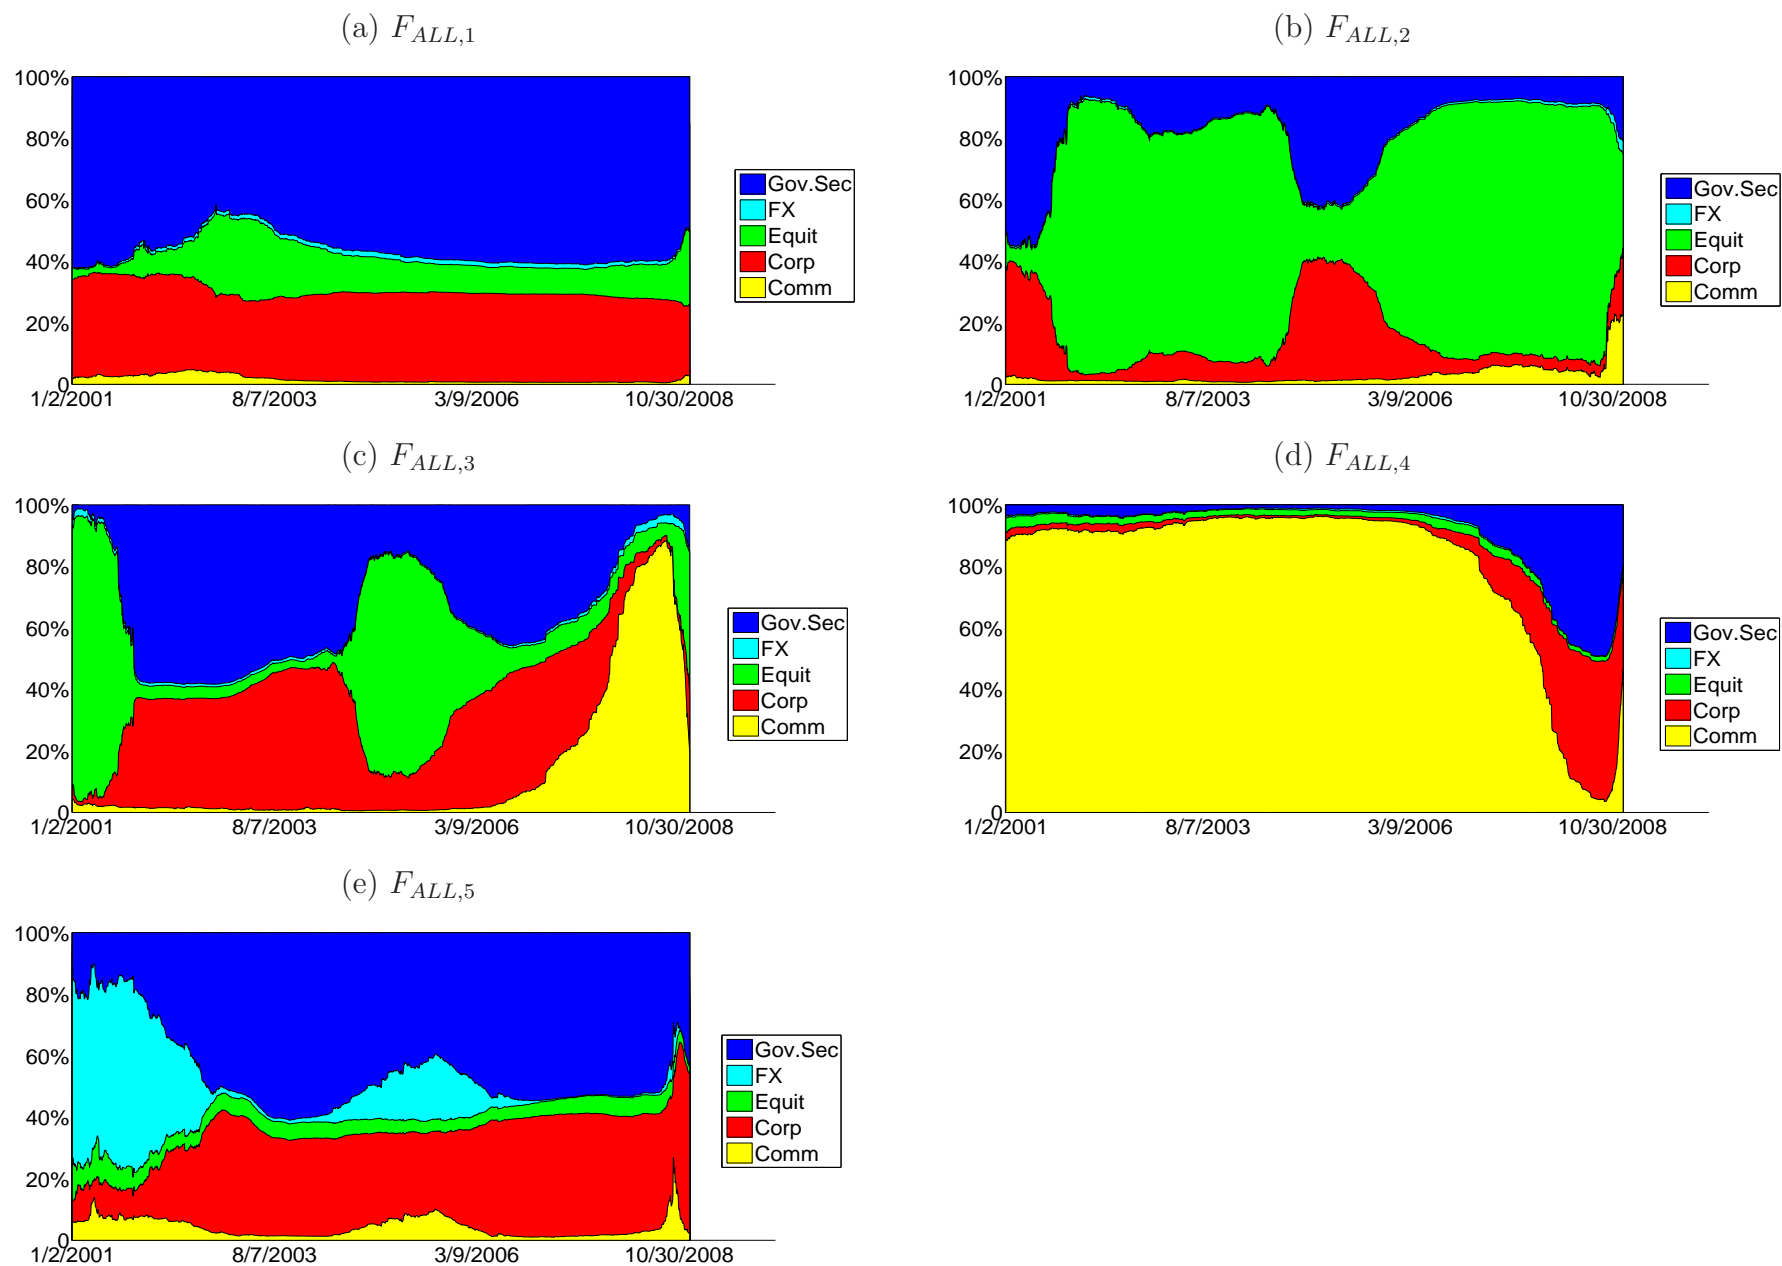 (a) F_{ALL,1}
100%
80%
60%
40%
20%
0
1/2/2001 8/7/2003 3/9/2006 10/30/2008
Gov.Sec
FX
Equit
Corp
Comm
(b) F_{ALL,2}
100%
80%
60%
40%
20%
0
1/2/2001 8/7/2003 3/9/2006 10/30/2008
Gov.Sec
FX
Equit
Corp
Comm
(c) F_{ALL,3}
100%
80%
60%
40%
20%
0
1/2/2001 8/7/2003 3/9/2006 10/30/2008
Gov.Sec
FX
Equit
Corp
Comm
(d) F_{ALL,4}
100%
80%
60%
40%
20%
0
1/2/2001 8/7/2003 3/9/2006 10/30/2008
Gov.Sec
FX
Equit
Corp
Comm
(e) F_{ALL,5}
100%
80%
60%
40%
20%
0
1/2/2001 8/7/2003 3/9/2006 10/30/2008
Gov.Sec
FX
Equit
Corp
Comm